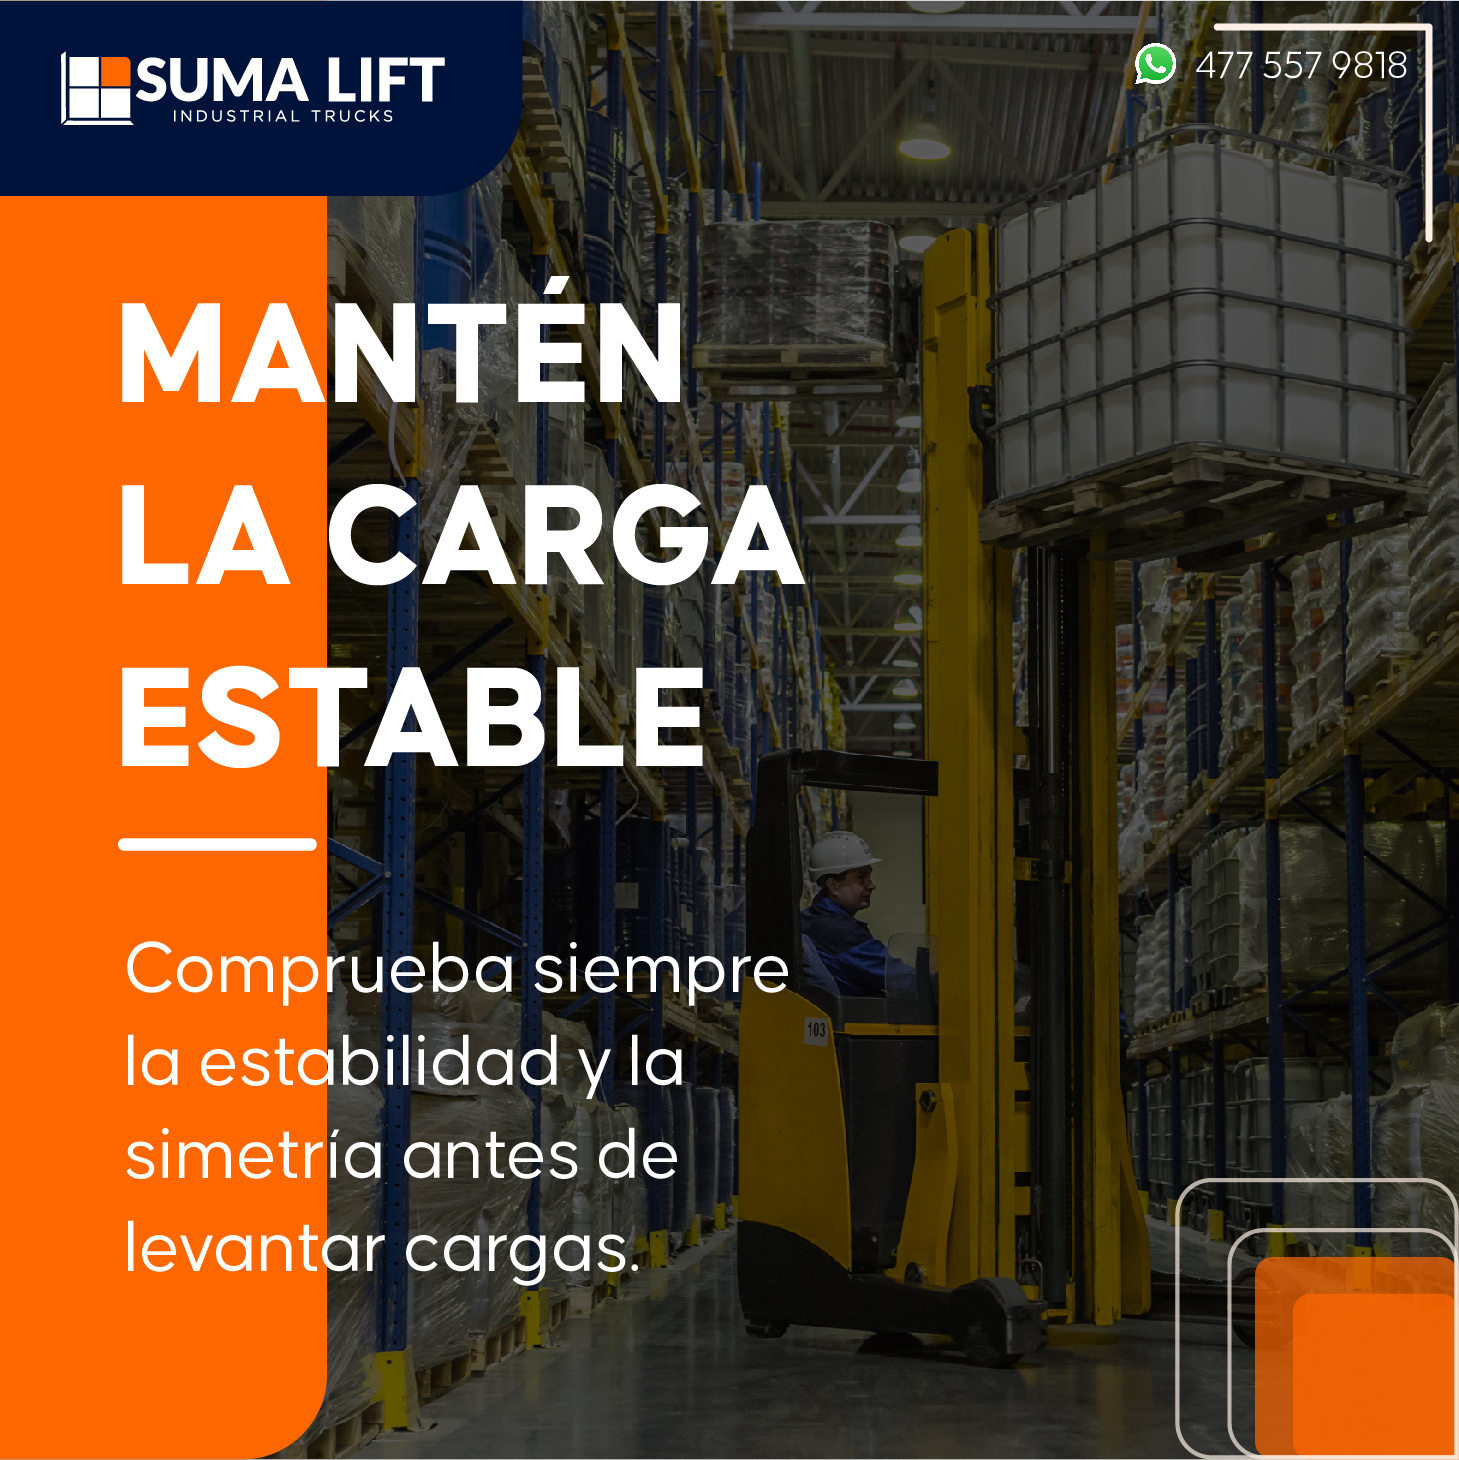 SUMA LIFT
INDUSTRIAL TRUCKS
477 557 9818
MANTÉN
LA CARGA
ESTABLE
Comprueba siempre
la estabilidad y la
simetría antes de
levantar cargas.
103